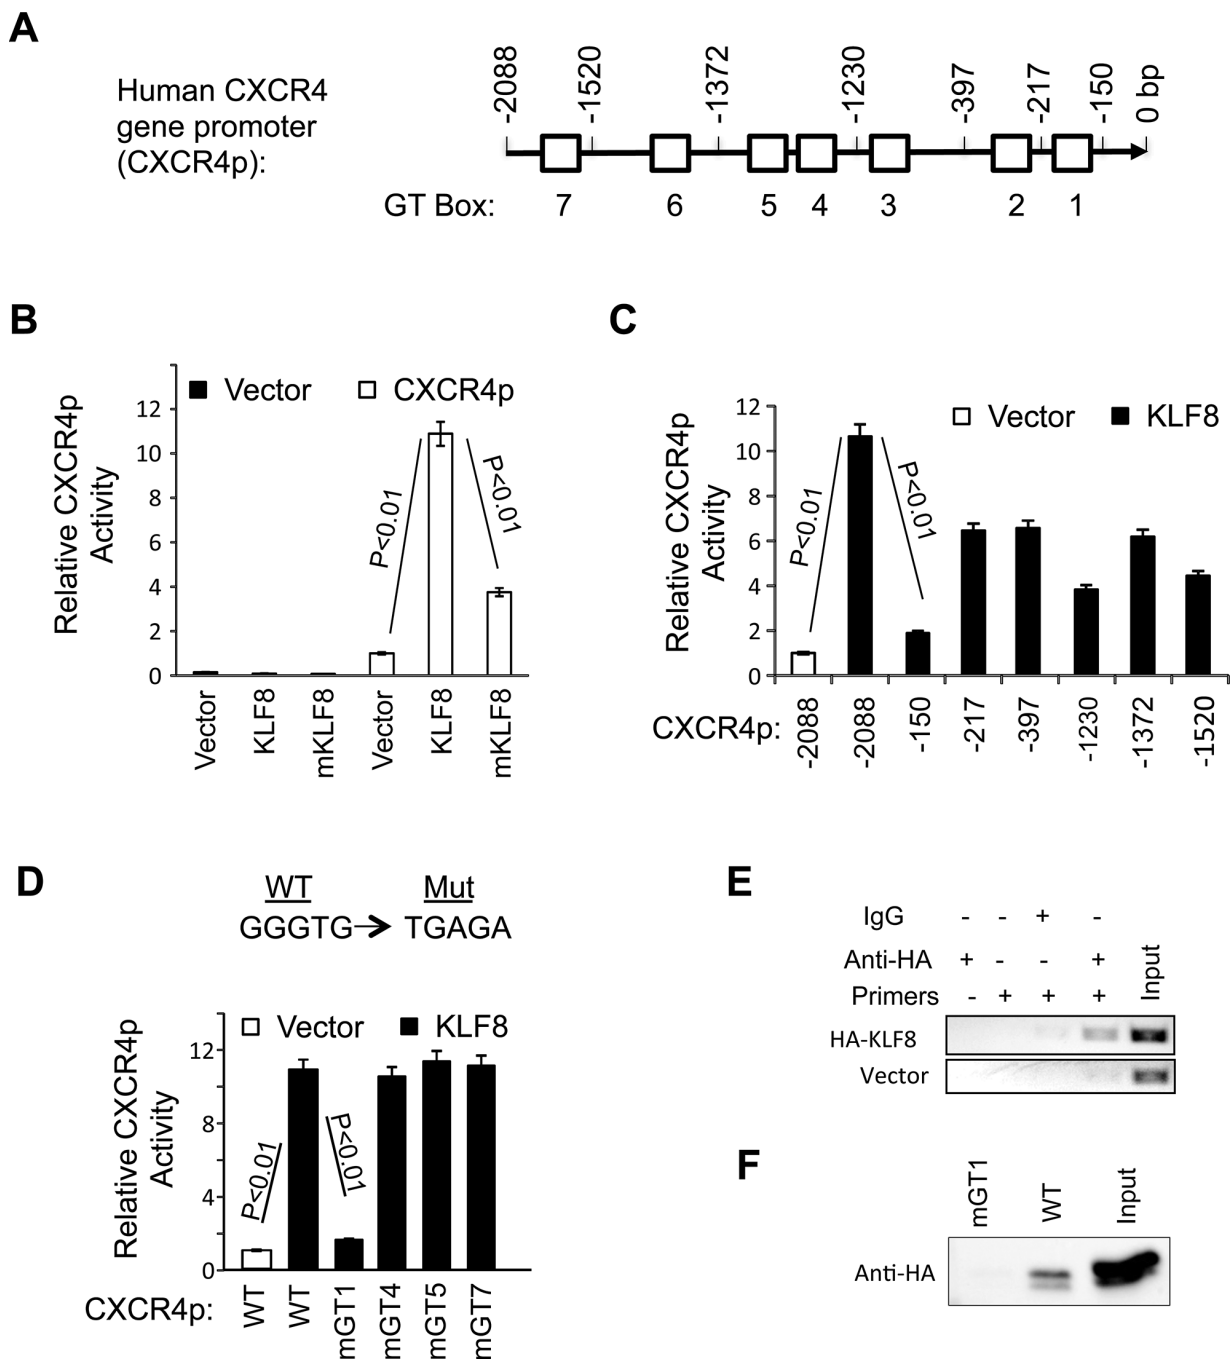 A
Human CXCR4
gene promoter
(CXCR4p):
-2088
-1520
-1372
-1230
-397
-217
-150
0 bp
GT Box:
7 6 5 4 3 2 1
B
Relative CXCR4p
Activity
Vector CXCR4p
12
10
8
6
4
2
0
P<0.01
P<0.01
Vector
KLF8
mKLF8
Vector
KLF8
mKLF8
C
Relative CXCR4p
Activity
Vector KLF8
12
10
8
6
4
2
0
P<0.01
P<0.01
CXCR4p:
-2088
-2088
-150
-217
-397
-1230
-1372
-1520
D
WT Mut
GGGTG TGAGA
Relative CXCR4p
Activity
Vector KLF8
12
8
4
0
P<0.01
P<0.01
CXCR4p:
WT
WT
mGT1
mGT4
mGT5
mGT7
E
IgG - - + -
Anti-HA + - - +
Primers - + + +
Input
HA-KLF8
Vector
F
mGT1
WT
Input
Anti-HA